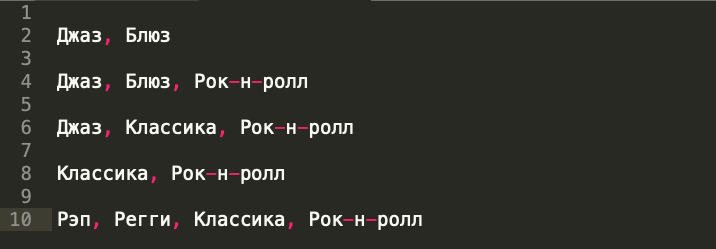 1
2 Джаз, Блюз
3
4 Джаз, Блюз, Рок-н-ролл
5
6 Джаз, Классика, Рок-н-ролл
7
8 Классика, Рок-н-ролл
9
10 Рэп, Регги, Классика, Рок-н-ролл